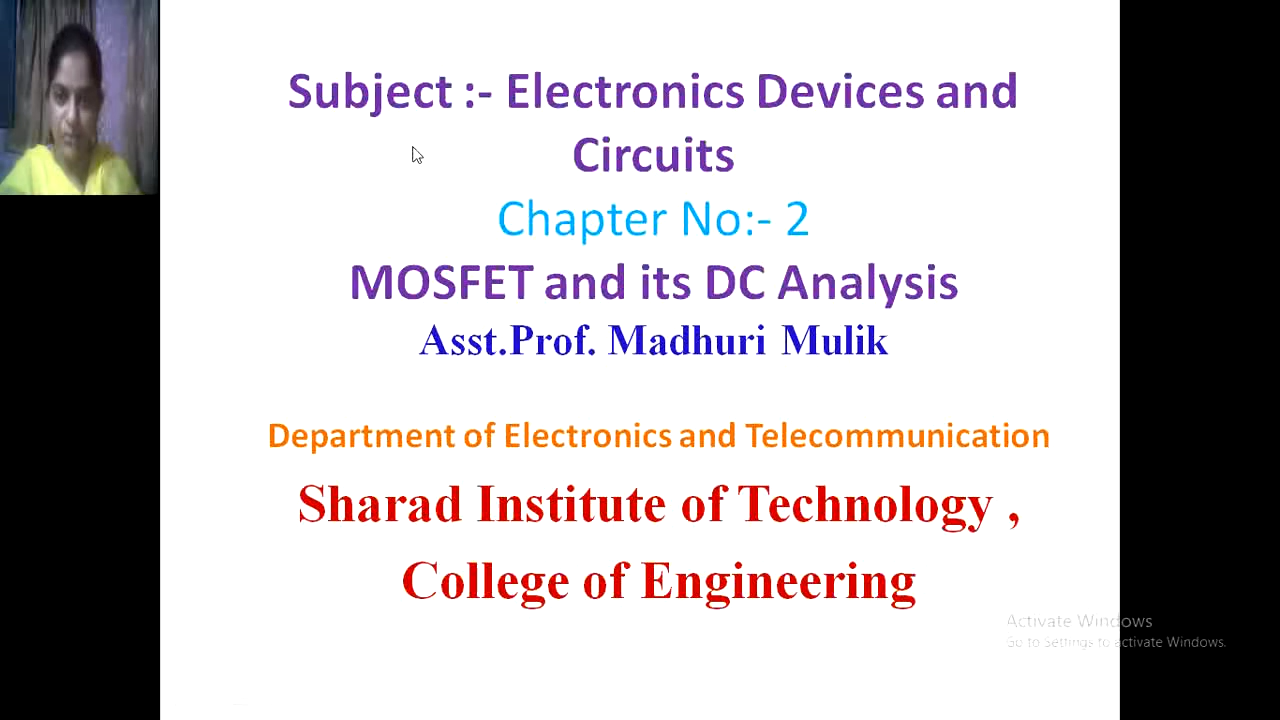 Subject :- Electronics Devices and
Circuits
Chapter No:- 2
MOSFET and its DC Analysis
Asst.Prof. Madhuri Mulik
Department of Electronics and Telecommunication
Sharad Institute of Technology ,
College of Engineering
Activate Windows
Go to Settings to activate Windows.